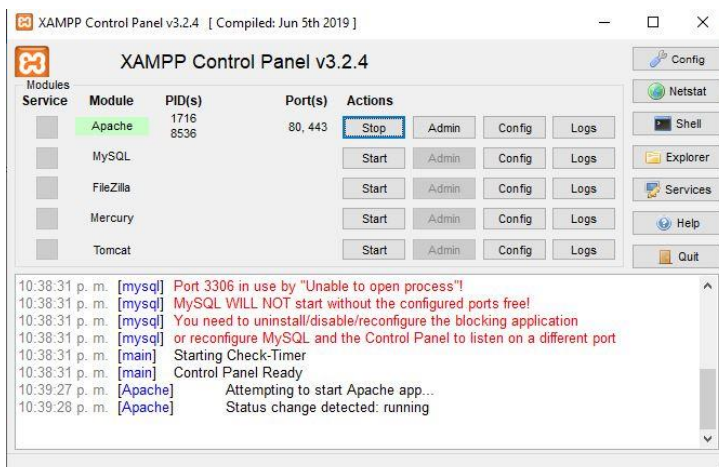 XAMPP Control Panel v3.2.4 [ Compiled: Jun 5th 2019 ]
XAMPP Control Panel v3.2.4
Config
Modules
Service Module PID(s) Port(s) Actions
Netstat
Apache 1716 8536 80, 443 Stop Admin Config Logs
Shell
MySQL Start Admin Config Logs
Explorer
FileZilla Start Admin Config Logs
Services
Mercury Start Admin Config Logs
Help
Tomcat Start Admin Config Logs
Quit
10:38:31 p. m. [mysql] Port 3306 in use by "Unable to open process"!
10:38:31 p. m. [mysql] MySQL WILL NOT start without the configured ports free!
10:38:31 p. m. [mysql] You need to uninstall/disable/reconfigure the blocking application
10:38:31 p. m. [mysql] or reconfigure MySQL and the Control Panel to listen on a different port
10:38:31 p. m. [main] Starting Check-Timer
10:38:31 p. m. [main] Control Panel Ready
10:39:27 p. m. [Apache] Attempting to start Apache app...
10:39:28 p. m. [Apache] Status change detected: running